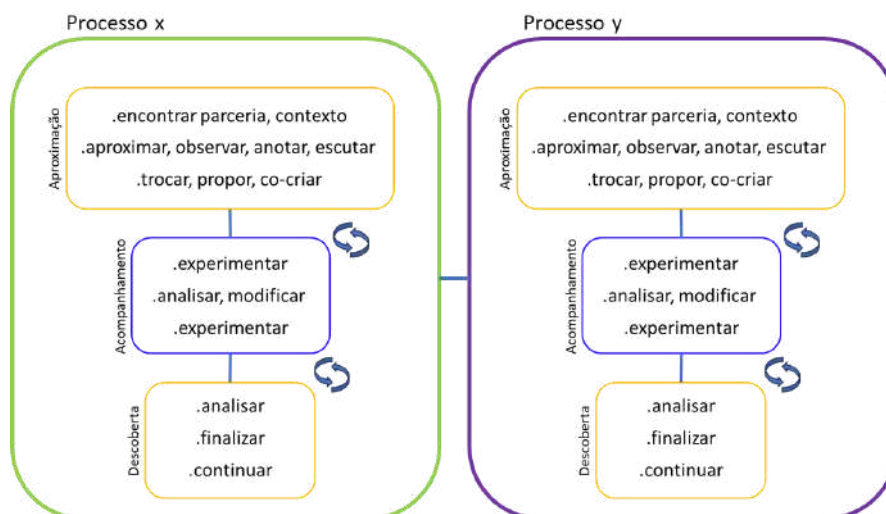 Processo x
Aproximação
.encontrar parceria, contexto
.aproximar, observar, anotar, escutar
.trocar, propor, co-criar
Acompanhamento
.experimentar
.analisar, modificar
.experimentar
Descoberta
.analisar
.finalizar
.continuar
Processo y
Aproximação
.encontrar parceria, contexto
.aproximar, observar, anotar, escutar
.trocar, propor, co-criar
Acompanhamento
.experimentar
.analisar, modificar
.experimentar
Descoberta
.analisar
.finalizar
.continuar